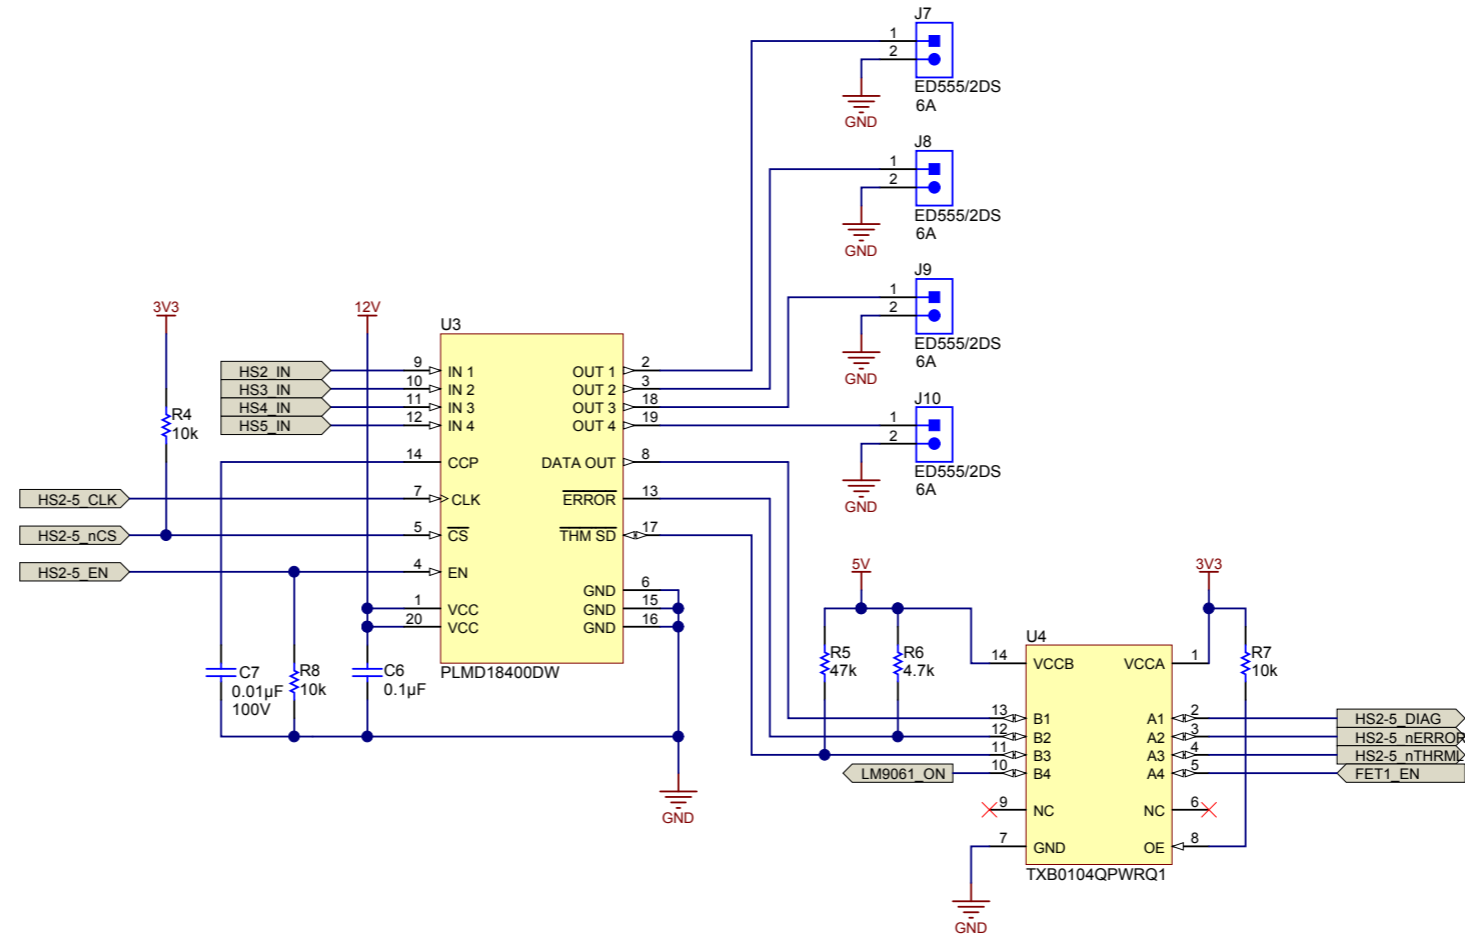 J7
1
2
ED555/2DS
6A
GND
J8
1
2
ED555/2DS
6A
GND
J9
1
2
ED555/2DS
6A
GND
J10
1
2
ED555/2DS
6A
GND
3V3
12V
R4
10k
U3
HS2_IN 9 IN 1 OUT 1 2
HS3_IN 10 IN 2 OUT 2 3
HS4_IN 11 IN 3 OUT 3 18
HS5_IN 12 IN 4 OUT 4 19
14 CCP DATA OUT 8
HS2-5_CLK 7 CLK ERROR 13
HS2-5_nCS 5 CS THM SD 17
HS2-5_EN 4 EN
GND 6
1 VCC GND 15
20 VCC GND 16
PLMD18400DW
C7
0.01µF
100V
R8
10k
C6
0.1µF
GND
5V
3V3
R5
47k
R6
4.7k
U4
R7
10k
14 VCCB VCCA 1
13 B1 A1 2 HS2-5_DIAG
12 B2 A2 3 HS2-5_nERROR
11 B3 A3 4 HS2-5_nTHRML
LM9061_ON 10 B4 A4 5 FET1_EN
9 NC NC 6
7 GND OE 8
TXB0104QPWRQ1
GND